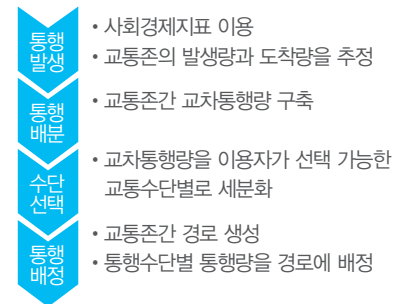 통행
발생
• 사회경제지표 이용
• 교통존의 발생량과 도착량을 추정
통행
배분
• 교통존간 교차통행량 구축
수단
선택
• 교차통행량을 이용자가 선택 가능한
교통수단별로 세분화
통행
배정
• 교통존간 경로 생성
• 통행수단별 통행량을 경로에 배정